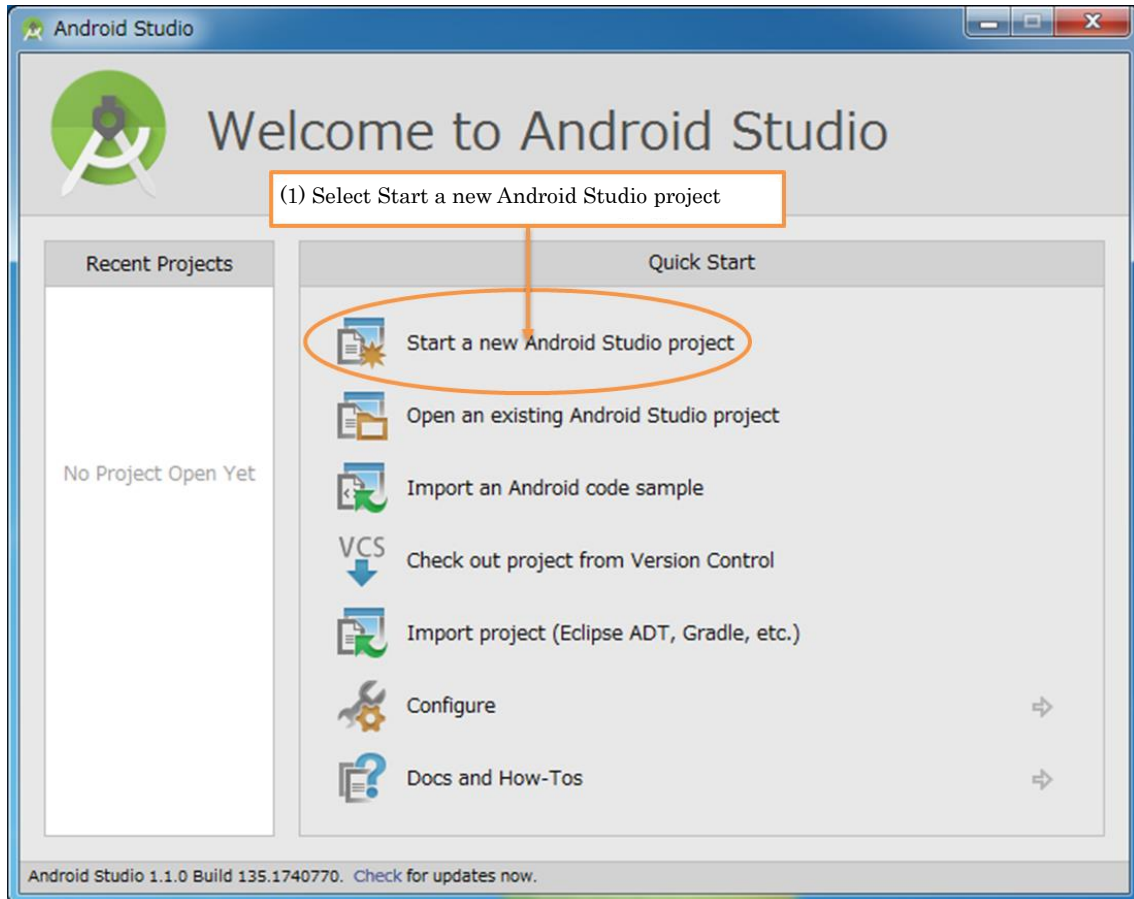 Android Studio
Welcome to Android Studio
(1) Select Start a new Android Studio project
Recent Projects
No Project Open Yet
Quick Start
Start a new Android Studio project
Open an existing Android Studio project
Import an Android code sample
VCS
Check out project from Version Control
Import project (Eclipse ADT, Gradle, etc.)
Configure
Docs and How-Tos
Android Studio 1.1.0 Build 135.1740770. Check for updates now.